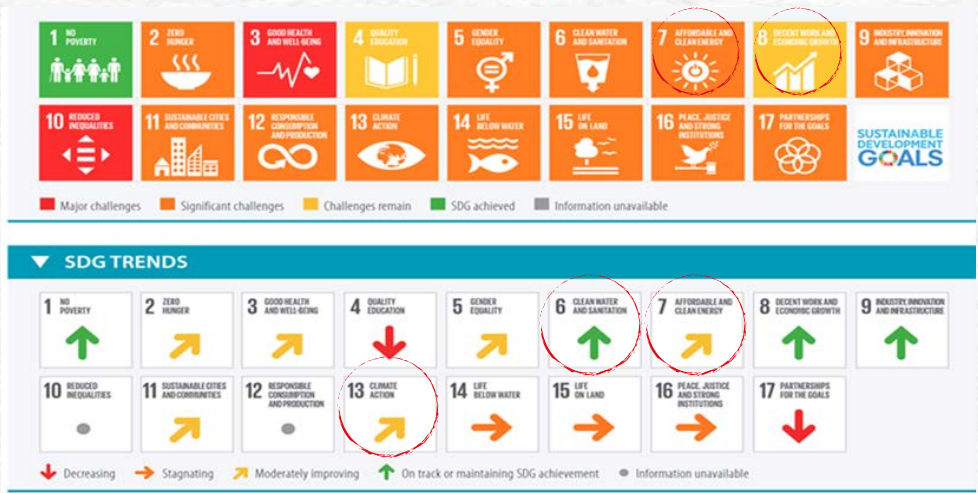 1 NO
POVERTY
2 ZERO
HUNGER
3 GOOD HEALTH
AND WELL-BEING
4 QUALITY
EDUCATION
5 GENDER
EQUALITY
6 CLEAN WATER
AND SANITATION
7 AFFORDABLE AND
CLEAN ENERGY
8 DECENT WORK AND
ECONOMIC GROWTH
9 INDUSTRY, INNOVATION
AND INFRASTRUCTURE
10 REDUCED
INEQUALITIES
11 SUSTAINABLE CITIES
AND COMMUNITIES
12 RESPONSIBLE
CONSUMPTION
AND PRODUCTION
13 CLIMATE
ACTION
14 LIFE
BELOW WATER
15 LIFE
ON LAND
16 PEACE, JUSTICE
AND STRONG
INSTITUTIONS
17 PARTNERSHIPS
FOR THE GOALS
SUSTAINABLE
DEVELOPMENT
GOALS
Major challenges
Significant challenges
Challenges remain
SDG achieved
Information unavailable
SDG TRENDS
1 NO
POVERTY
2 ZERO
HUNGER
3 GOOD HEALTH
AND WELL-BEING
4 QUALITY
EDUCATION
5 GENDER
EQUALITY
6 CLEAN WATER
AND SANITATION
7 AFFORDABLE AND
CLEAN ENERGY
8 DECENT WORK AND
ECONOMIC GROWTH
9 INDUSTRY, INNOVATION
AND INFRASTRUCTURE
10 REDUCED
INEQUALITIES
11 SUSTAINABLE CITIES
AND COMMUNITIES
12 RESPONSIBLE
CONSUMPTION
AND PRODUCTION
13 CLIMATE
ACTION
14 LIFE
BELOW WATER
15 LIFE
ON LAND
16 PEACE, JUSTICE
AND STRONG
INSTITUTIONS
17 PARTNERSHIPS
FOR THE GOALS
Decreasing
Stagnating
Moderately improving
On track or maintaining SDG achievement
Information unavailable